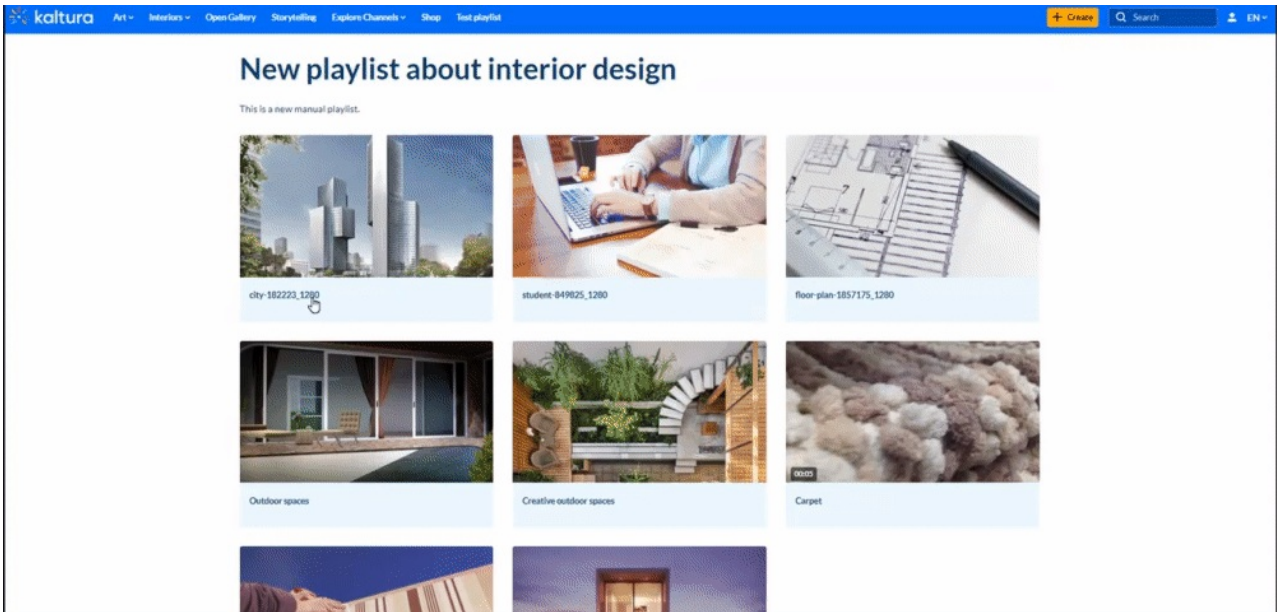 kaltura Art Interiors Open Gallery Storytelling Explore Channels Shop Test playlist + Create Search EN
New playlist about interior design
This is a new manual playlist.
city-182223_1280
student-849825_1280
floor-plan-1857175_1280
00:05
Outdoor spaces
Creative outdoor spaces
Carpet